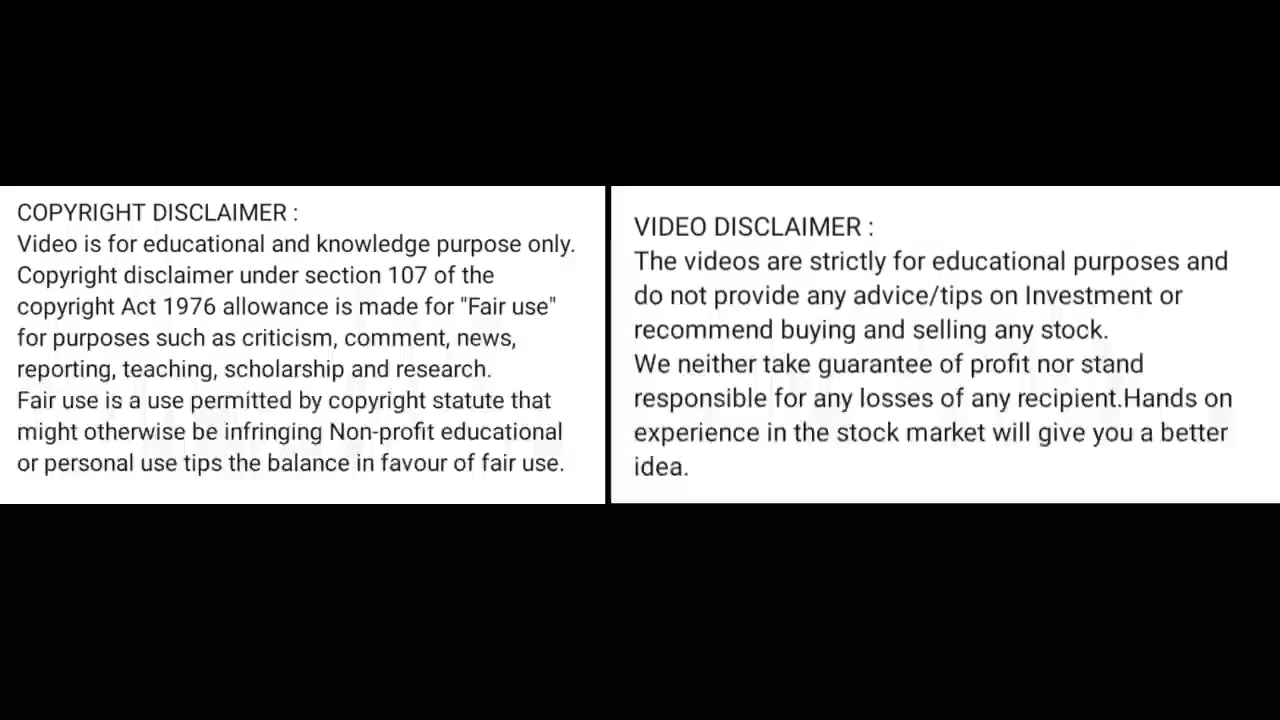 COPYRIGHT DISCLAIMER :
Video is for educational and knowledge purpose only.
Copyright disclaimer under section 107 of the
copyright Act 1976 allowance is made for "Fair use"
for purposes such as criticism, comment, news,
reporting, teaching, scholarship and research.
Fair use is a use permitted by copyright statute that
might otherwise be infringing Non-profit educational
or personal use tips the balance in favour of fair use.
VIDEO DISCLAIMER :
The videos are strictly for educational purposes and
do not provide any advice/tips on Investment or
recommend buying and selling any stock.
We neither take guarantee of profit nor stand
responsible for any losses of any recipient.Hands on
experience in the stock market will give you a better
idea.